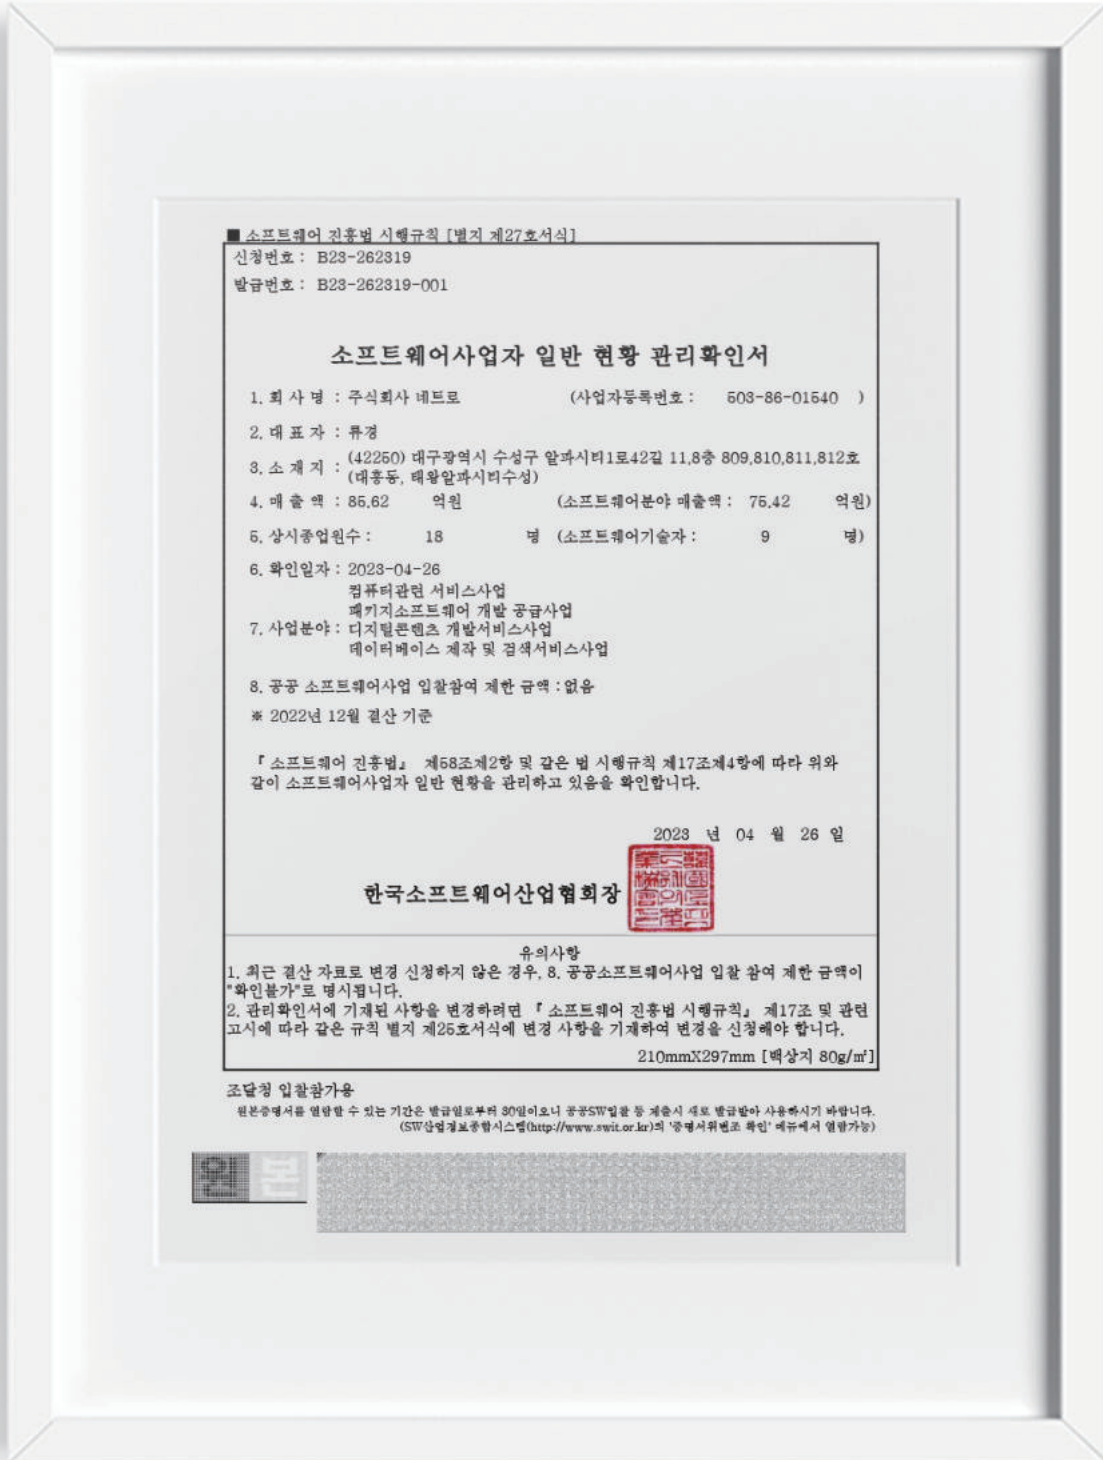 ■ 소프트웨어 진흥법 시행규칙 [별지 제27호서식]
신청번호 : B23-262319
발급번호 : B23-262319-001
소프트웨어사업자 일반 현황 관리확인서
1. 회 사 명 : 주식회사 네트로 (사업자등록번호 : 503-86-01540 )
2. 대 표 자 : 류경
3. 소 재 지 : (42250) 대구광역시 수성구 알파시티1로42길 11,8층 809,810,811,812호
(대흥동, 태왕알파시티수성)
4. 매 출 액 : 85.62 억원 (소프트웨어분야 매출액 : 75.42 억원)
5. 상시종업원수 : 18 명 (소프트웨어기술자 : 9 명)
6. 확인일자 : 2023-04-26
컴퓨터관련 서비스사업
패키지소프트웨어 개발 공급사업
7. 사업분야 : 디지털콘텐츠 개발서비스사업
데이터베이스 제작 및 검색서비스사업
8. 공공 소프트웨어사업 입찰참여 제한 금액 : 없음
※ 2022년 12월 결산 기준
『 소프트웨어 진흥법』 제58조제2항 및 같은 법 시행규칙 제17조제4항에 따라 위와
같이 소프트웨어사업자 일반 현황을 관리하고 있음을 확인합니다.
2023 년 04 월 26 일
한국소프트웨어산업협회장
유의사항
1. 최근 결산 자료로 변경 신청하지 않은 경우, 8. 공공소프트웨어사업 입찰 참여 제한 금액이
"확인불가"로 명시됩니다.
2. 관리확인서에 기재된 사항을 변경하려면 『 소프트웨어 진흥법 시행규칙』 제17조 및 관련
고시에 따라 같은 규칙 별지 제25호서식에 변경 사항을 기재하여 변경을 신청해야 합니다.
210mmX297mm [백상지 80g/㎡]
조달청 입찰참가용
원본증명서를 열람할 수 있는 기간은 발급일로부터 30일이오니 공공SW입찰 등 제출시 새로 발급받아 사용하시기 바랍니다.
(SW산업정보종합시스템(http://www.swit.or.kr)의 '증명서위변조 확인' 메뉴에서 열람가능)
원본